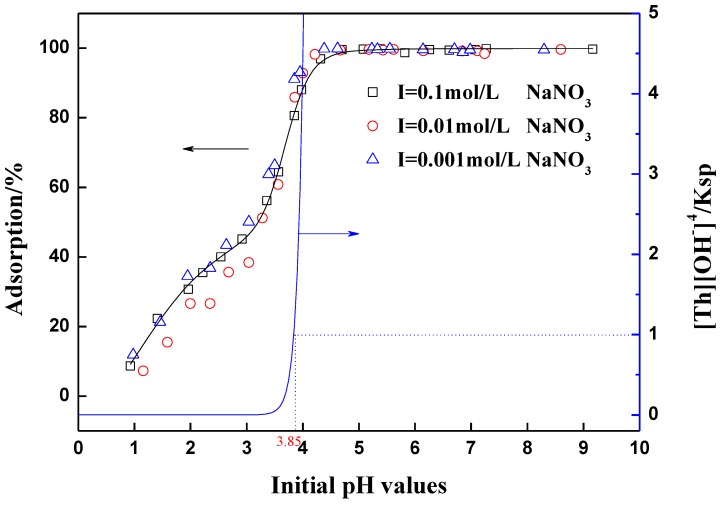 100
80
60
40
20
0
Adsorption/%
5
4
3
2
1
0
[Th][OH⁻]⁴/Ksp
I=0.1mol/L NaNO₃
I=0.01mol/L NaNO₃
I=0.001mol/L NaNO₃
3.85
0 1 2 3 4 5 6 7 8 9 10
Initial pH values